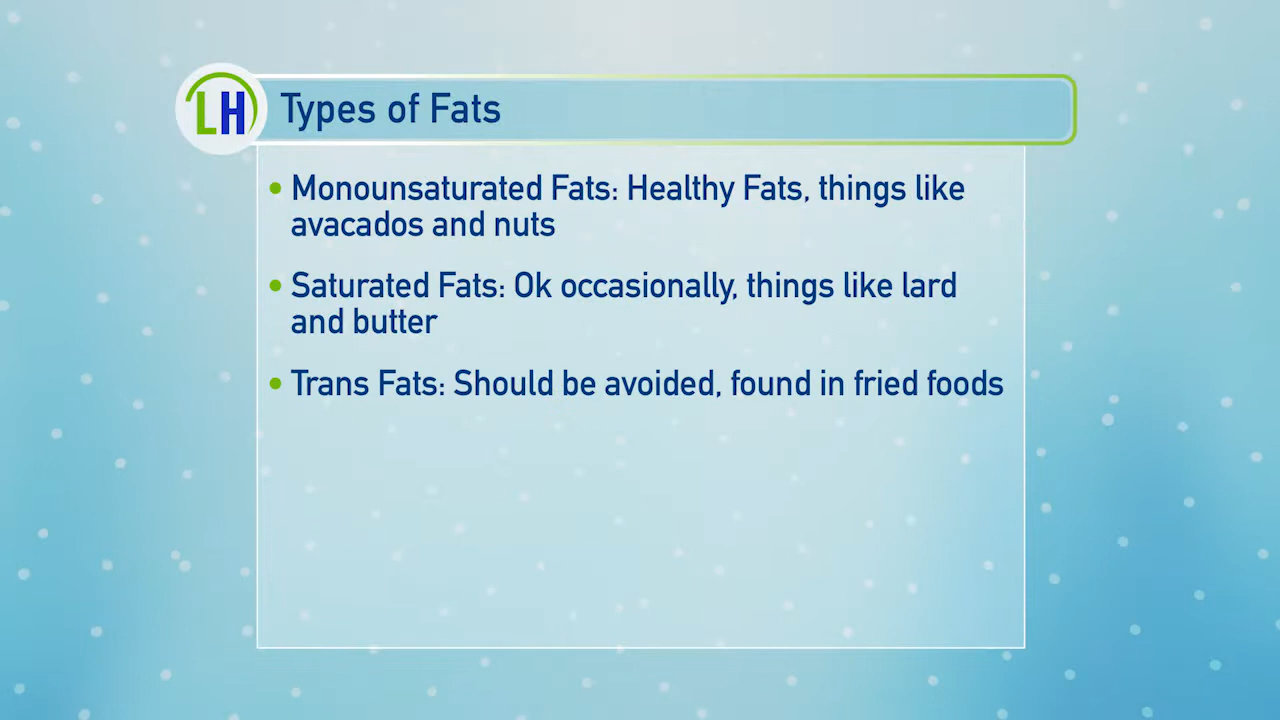 LH
Types of Fats
• Monounsaturated Fats: Healthy Fats, things like
avacados and nuts
• Saturated Fats: Ok occasionally, things like lard
and butter
• Trans Fats: Should be avoided, found in fried foods